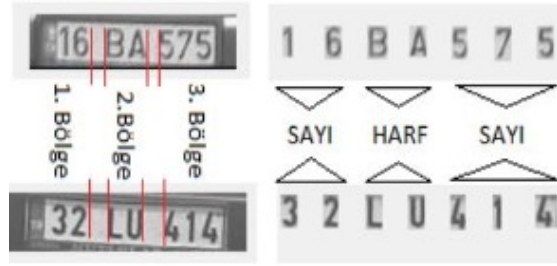 16 BA 575
1 6 B A 5 7 5
1. Bölge
2.Bölge
3. Bölge
SAYI HARF SAYI
32 LU 414
3 2 L U 4 1 4